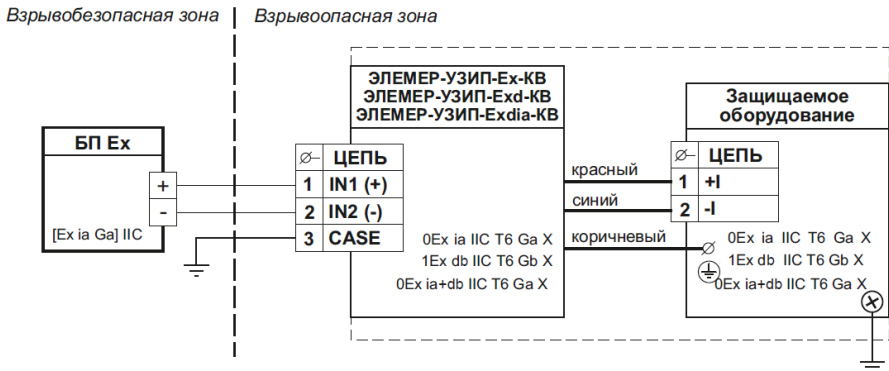 Взрывобезопасная зона
Взрывоопасная зона
БП Ex
+
-
[Ex ia Ga] IIC
ЭЛЕМЕР-УЗИП-Ex-КВ
ЭЛЕМЕР-УЗИП-Exd-КВ
ЭЛЕМЕР-УЗИП-Exdia-КВ
ЦЕПЬ
1 IN1 (+)
2 IN2 (-)
3 CASE
0Ex ia IIC T6 Ga X
1Ex db IIC T6 Gb X
0Ex ia+db IIC T6 Ga X
красный
синий
коричневый
Защищаемое
оборудование
ЦЕПЬ
1 +I
2 -I
0Ex ia IIC T6 Ga X
1Ex db IIC T6 Gb X
0Ex ia+db IIC T6 Ga X